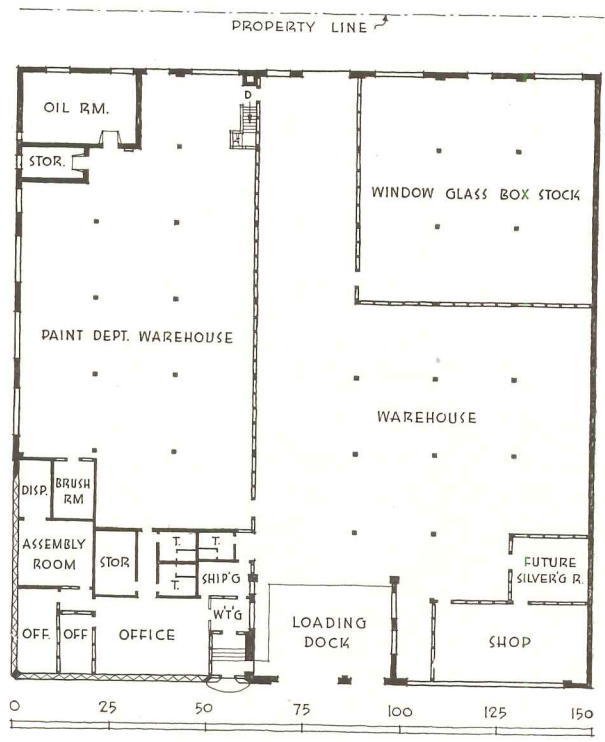 PROPERTY LINE
D
OIL RM.
STOR.
WINDOW GLASS BOX STOCK
PAINT DEPT. WAREHOUSE
WAREHOUSE
DISP.
BRUSH
RM
ASSEMBLY
ROOM
STOR
T.
T.
T.
SHIP'G
FUTURE
SILVER'G R.
OFF.
OFF
OFFICE
W'T'G
LOADING
DOCK
SHOP
0 25 50 75 100 125 150